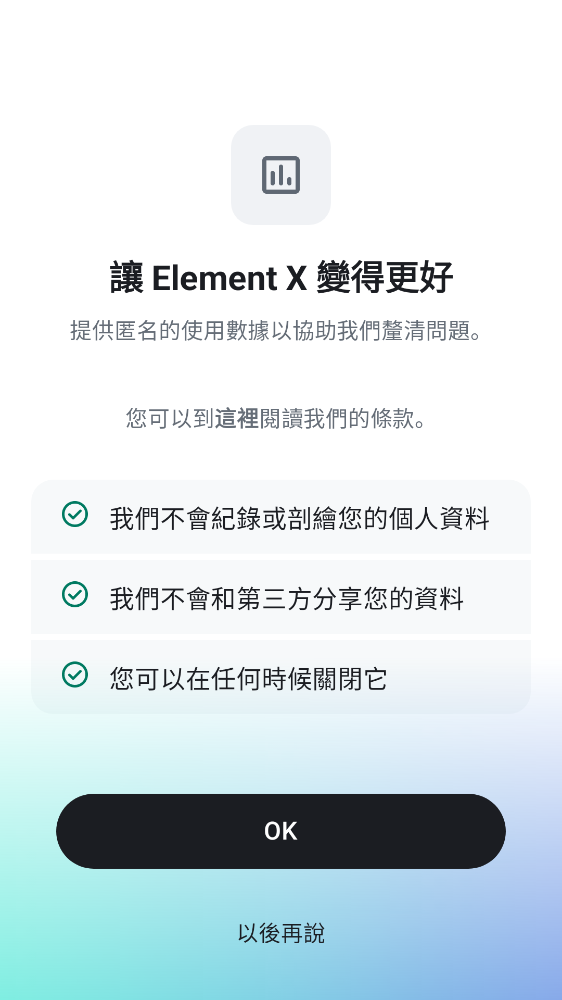 讓 Element X 變得更好
提供匿名的使用數據以協助我們釐清問題。
您可以到這裡閱讀我們的條款。
我們不會紀錄或剖繪您的個人資料
我們不會和第三方分享您的資料
您可以在任何時候關閉它
OK
以後再說